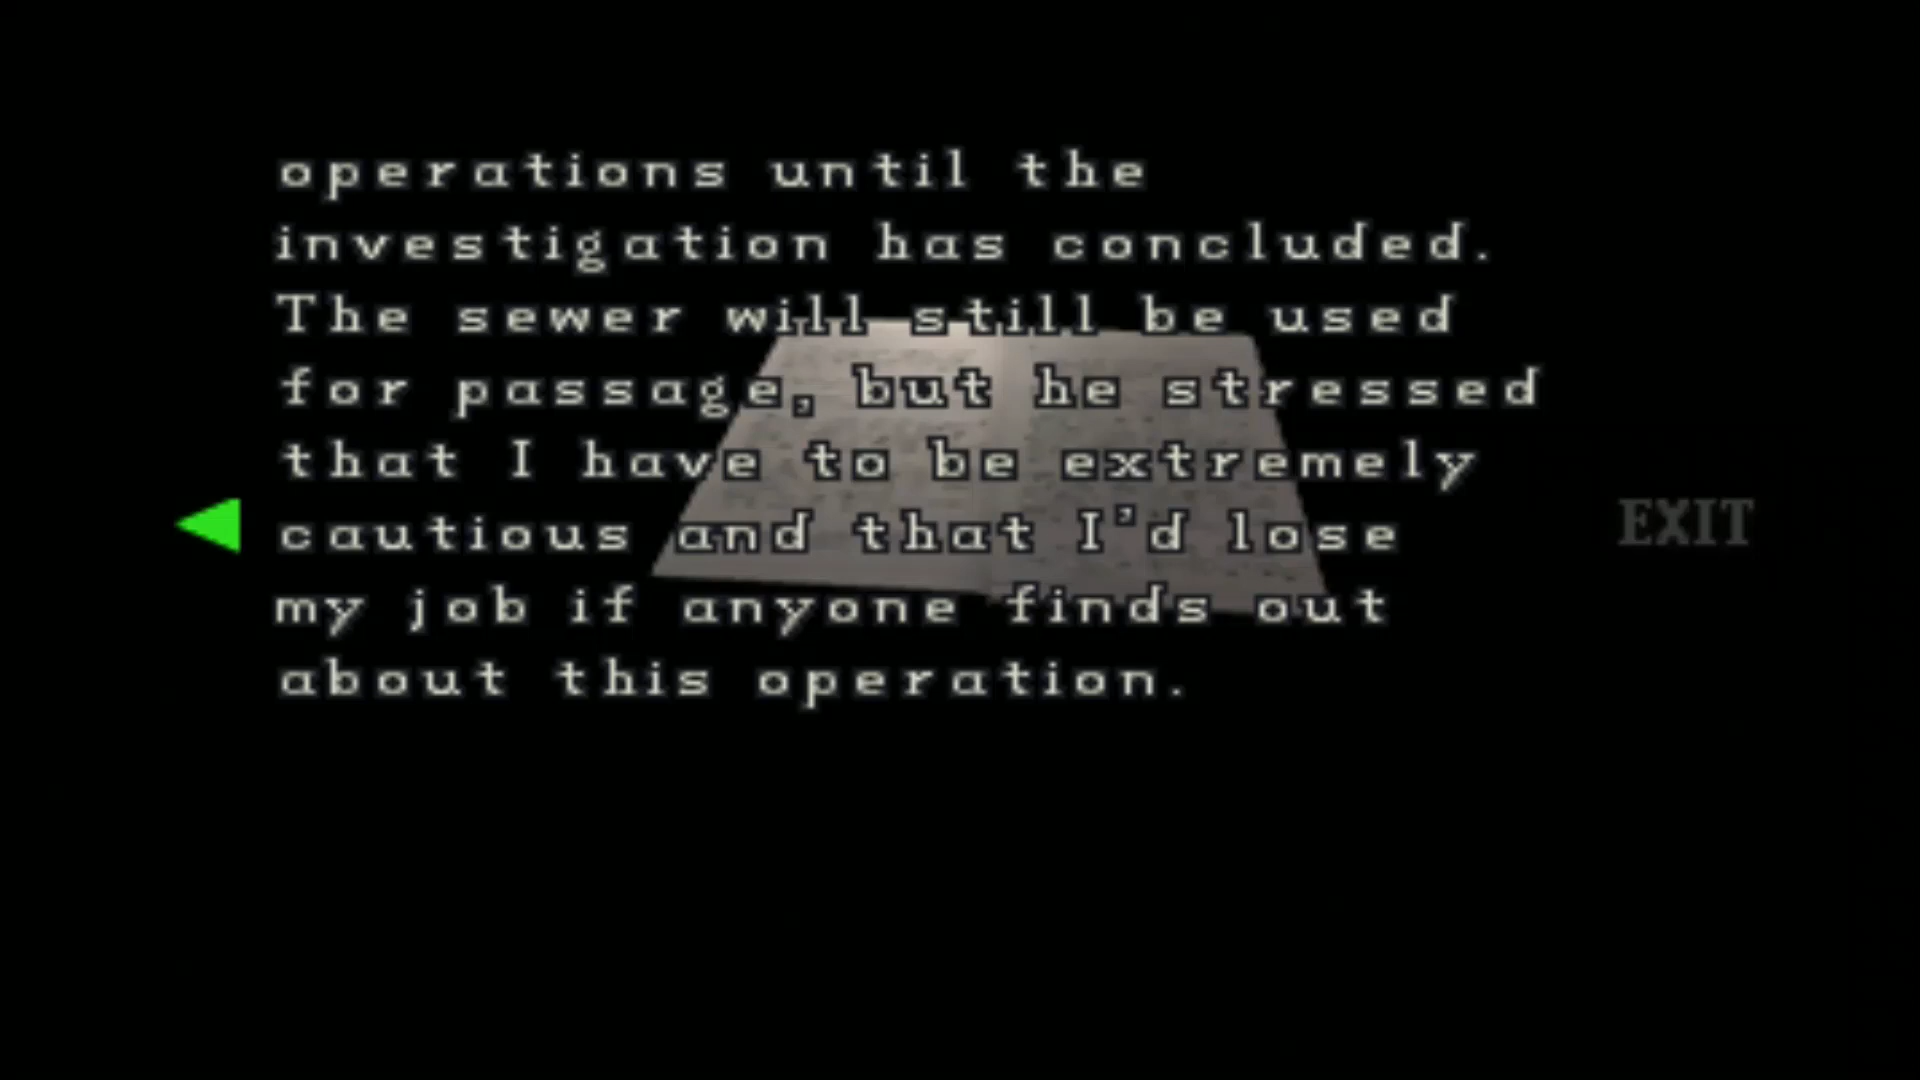 operations until the
investigation has concluded.
The sewer will still be used
for passage, but he stressed
that I have to be extremely
cautious and that I'd lose
my job if anyone finds out
about this operation.
EXIT